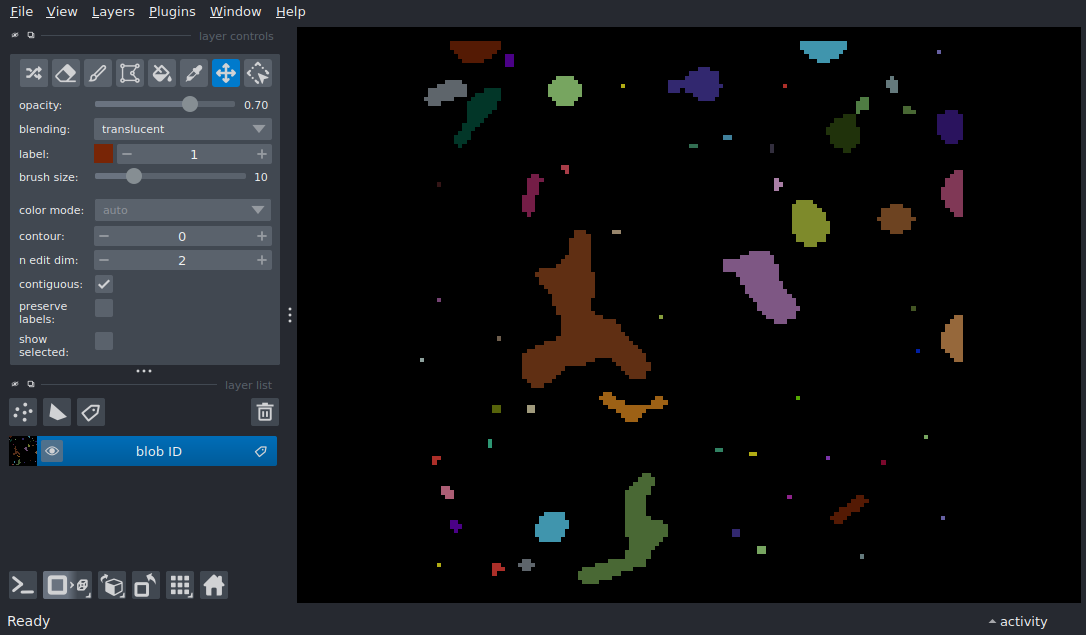 File View Layers Plugins Window Help
layer controls
opacity: 0.70
blending: translucent
label: 1
brush size: 10
color mode: auto
contour: 0
n edit dim: 2
contiguous:
preserve
labels:
show
selected:
layer list
blob ID
Ready
activity